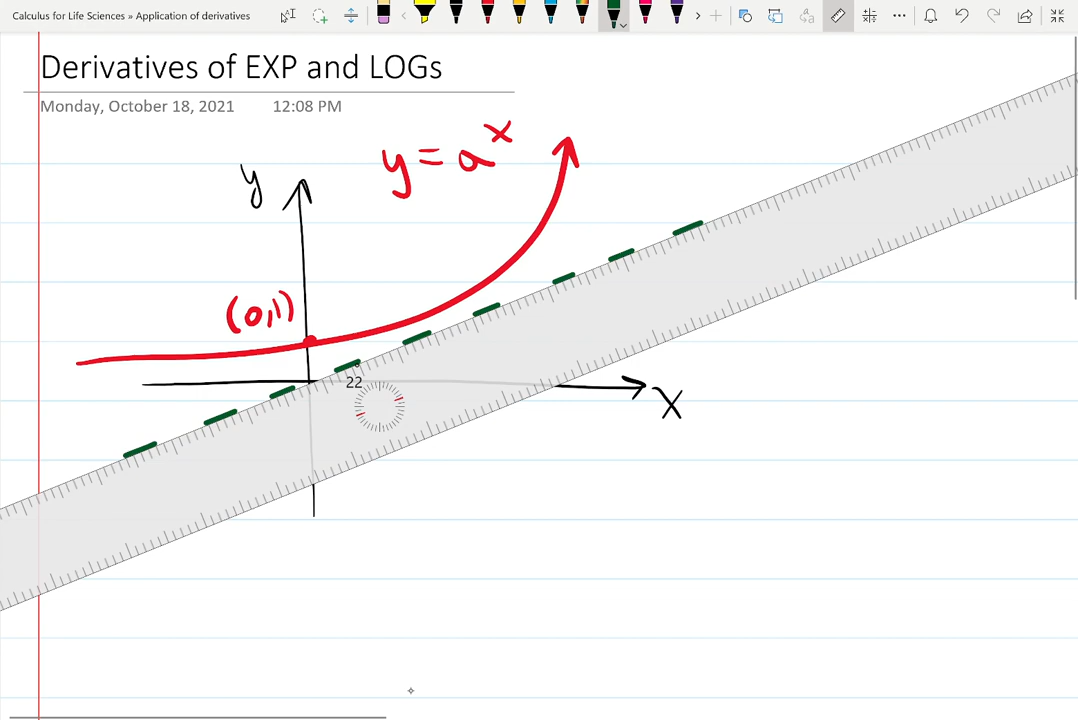 Calculus for Life Sciences » Application of derivatives
Derivatives of EXP and LOGs
Monday, October 18, 2021 12:08 PM
y = a^x
y
(0,1)
22
x